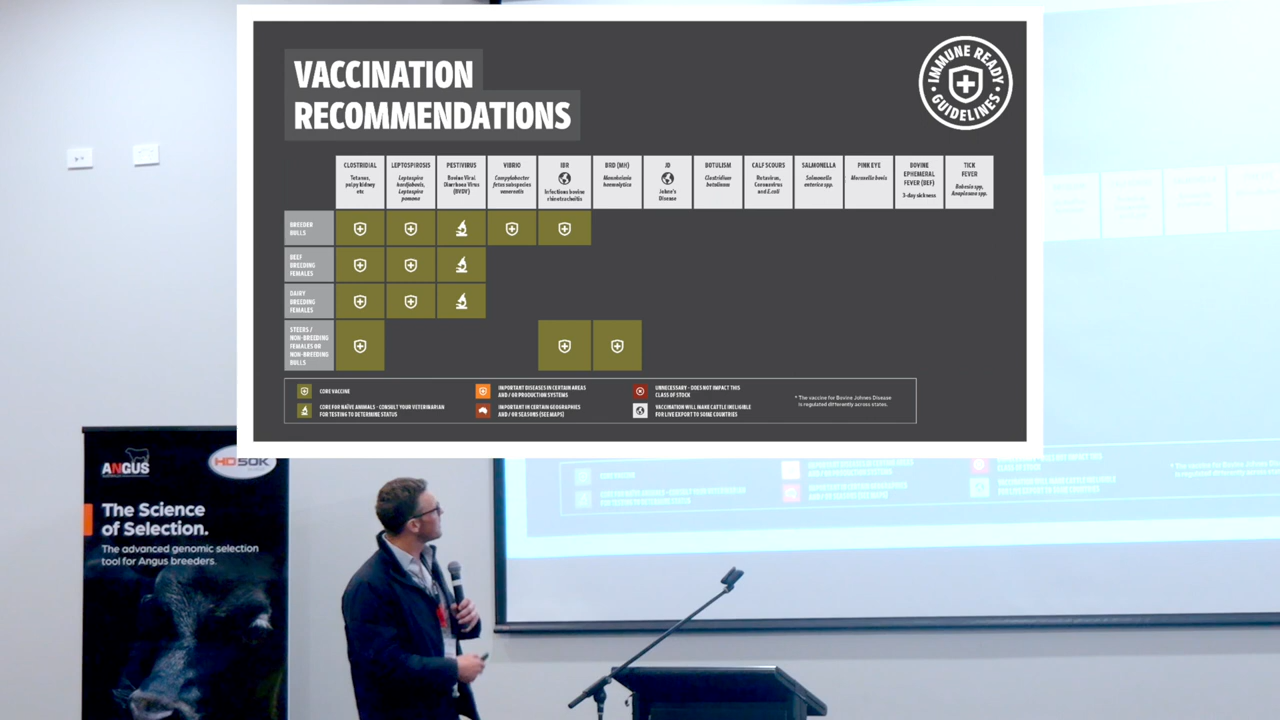 VACCINATION
RECOMMENDATIONS
IMMUNE READY
GUIDELINES
CLOSTRIDIAL
Tetanus,
pulpy kidney
etc
LEPTOSPIROSIS
Leptospira
hardjobovis,
Leptospira
pomona
PESTIVIRUS
Bovine Viral
Diarrhoea Virus
(BVDV)
VIBRIO
Campylobacter
fetus subspecies
venerealis
IBR
Infectious bovine
rhinotracheitis
BRD (MH)
Mannheimia
haemolytica
JD
Johne's
Disease
BOTULISM
Clostridium
botulinum
CALF SCOURS
Rotavirus,
Coronavirus
and E.coli
SALMONELLA
Salmonella
enterica spp.
PINK EYE
Moraxella bovis
BOVINE
EPHEMERAL
FEVER (BEF)
3-day sickness
TICK
FEVER
Babesia spp,
Anaplasma spp.
BREEDER
BULLS
BEEF
BREEDING
FEMALES
DAIRY
BREEDING
FEMALES
STEERS /
NON-BREEDING
FEMALES OR
NON-BREEDING
BULLS
CORE VACCINE
CORE FOR NAÏVE ANIMALS - CONSULT YOUR VETERINARIAN
FOR TESTING TO DETERMINE STATUS
IMPORTANT DISEASES IN CERTAIN AREAS
AND / OR PRODUCTION SYSTEMS
IMPORTANT IN CERTAIN GEOGRAPHIES
AND / OR SEASONS (SEE MAPS)
UNNECESSARY - DOES NOT IMPACT THIS
CLASS OF STOCK
VACCINATION WILL MAKE CATTLE INELIGIBLE
FOR LIVE EXPORT TO SOME COUNTRIES
* The vaccine for Bovine Johnes Disease
is regulated differently across states.
ANGUS
HD50K
The Science
of Selection.
The advanced genomic selection
tool for Angus breeders.